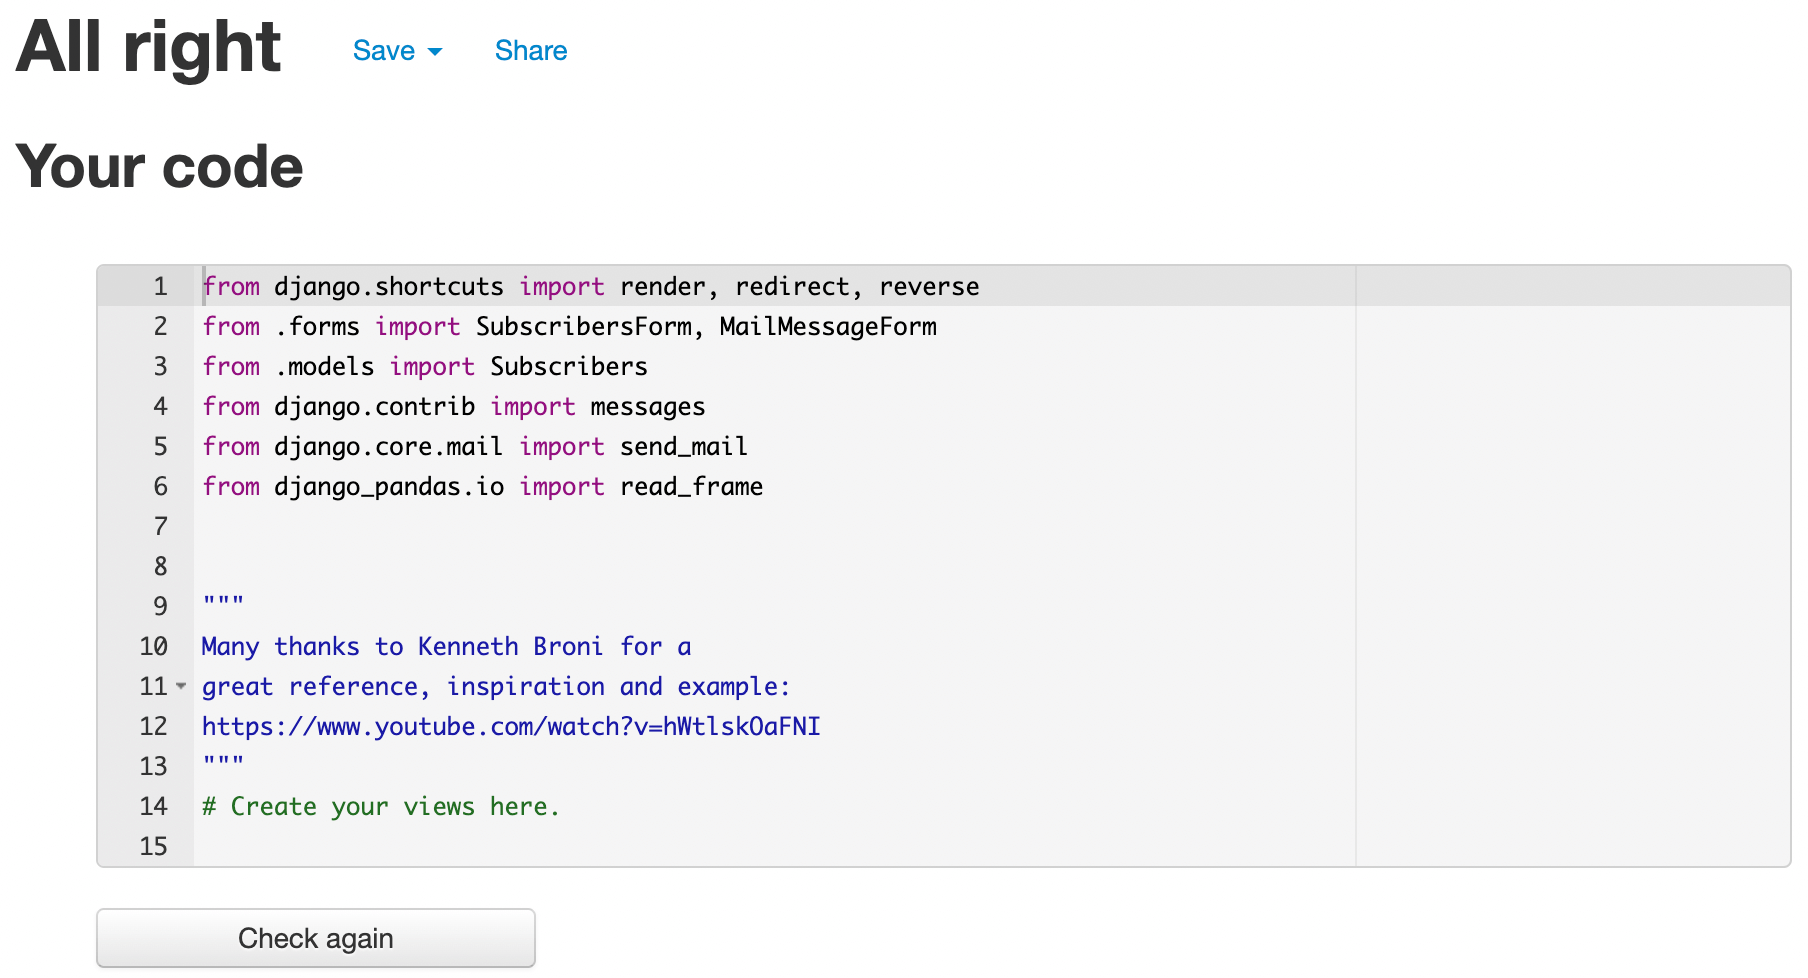 All right Save Share
Your code
1 from django.shortcuts import render, redirect, reverse
2 from .forms import SubscribersForm, MailMessageForm
3 from .models import Subscribers
4 from django.contrib import messages
5 from django.core.mail import send_mail
6 from django_pandas.io import read_frame
7
8
9 """
10 Many thanks to Kenneth Broni for a
11 great reference, inspiration and example:
12 https://www.youtube.com/watch?v=hWtlskOaFNI
13 """
14 # Create your views here.
15
Check again